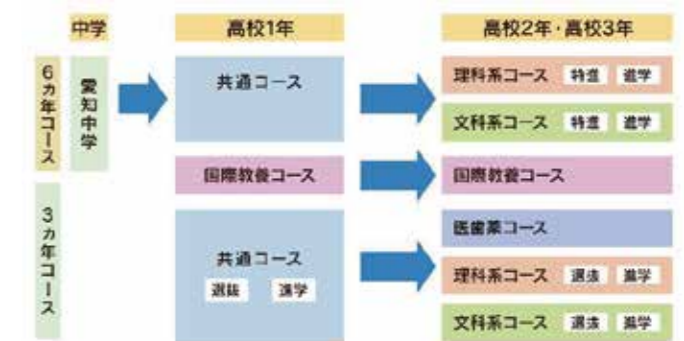 中学
高校1年
高校2年・高校3年
6ヵ年コース
愛知中学
共通コース
理科系コース 特進 進学
文科系コース 特進 進学
国際教養コース
国際教養コース
3ヵ年コース
共通コース
選抜 進学
医歯薬コース
理科系コース 選抜 進学
文科系コース 選抜 進学